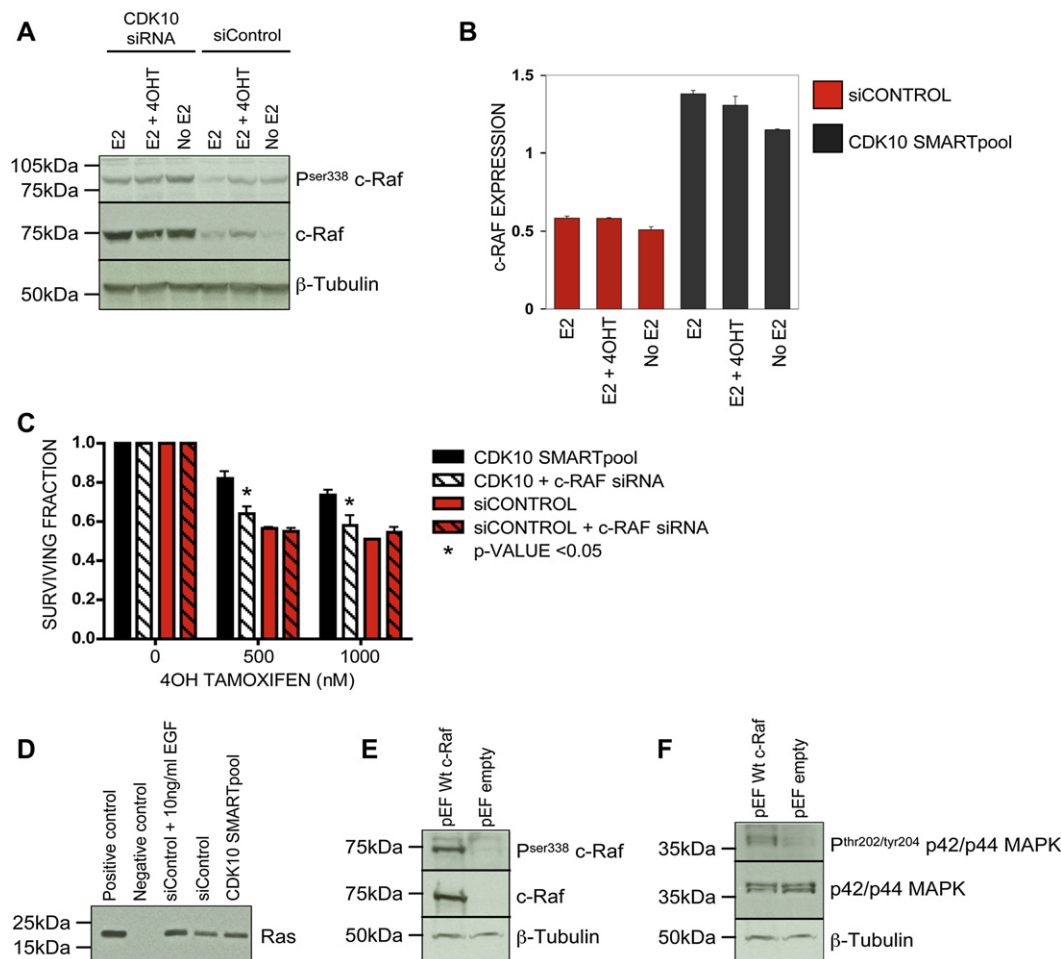 A
CDK10
siRNA
siControl
E2
E2 + 4OHT
No E2
E2
E2 + 4OHT
No E2
105kDa
75kDa
Pser338 c-Raf
75kDa
c-Raf
50kDa
β-Tubulin
B
c-RAF EXPRESSION
1.5
1
0.5
0
E2
E2 + 4OHT
No E2
E2
E2 + 4OHT
No E2
siCONTROL
CDK10 SMARTpool
C
SURVIVING FRACTION
1.0
0.8
0.6
0.4
0.2
0.0
*
*
0
500
1000
4OH TAMOXIFEN (nM)
CDK10 SMARTpool
CDK10 + c-RAF siRNA
siCONTROL
siCONTROL + c-RAF siRNA
* p-VALUE <0.05
D
Positive control
Negative control
siControl + 10ng/ml EGF
siControl
CDK10 SMARTpool
25kDa
15kDa
Ras
E
pEF Wt c-Raf
pEF empty
75kDa
Pser338 c-Raf
75kDa
c-Raf
50kDa
β-Tubulin
F
pEF Wt c-Raf
pEF empty
35kDa
Pthr202/tyr204 p42/p44 MAPK
35kDa
p42/p44 MAPK
50kDa
β-Tubulin